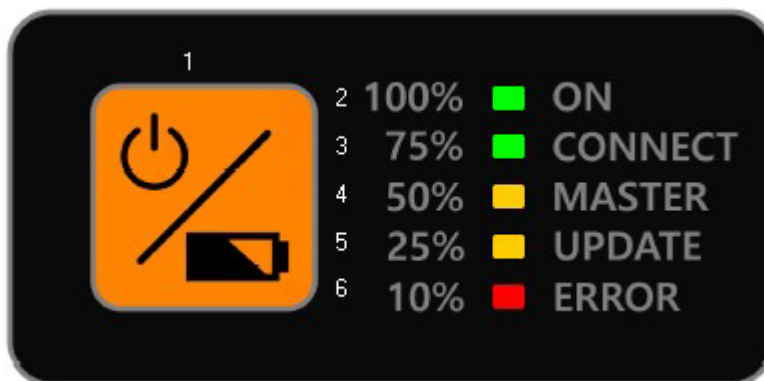 1
2 100% ON
3 75% CONNECT
4 50% MASTER
5 25% UPDATE
6 10% ERROR